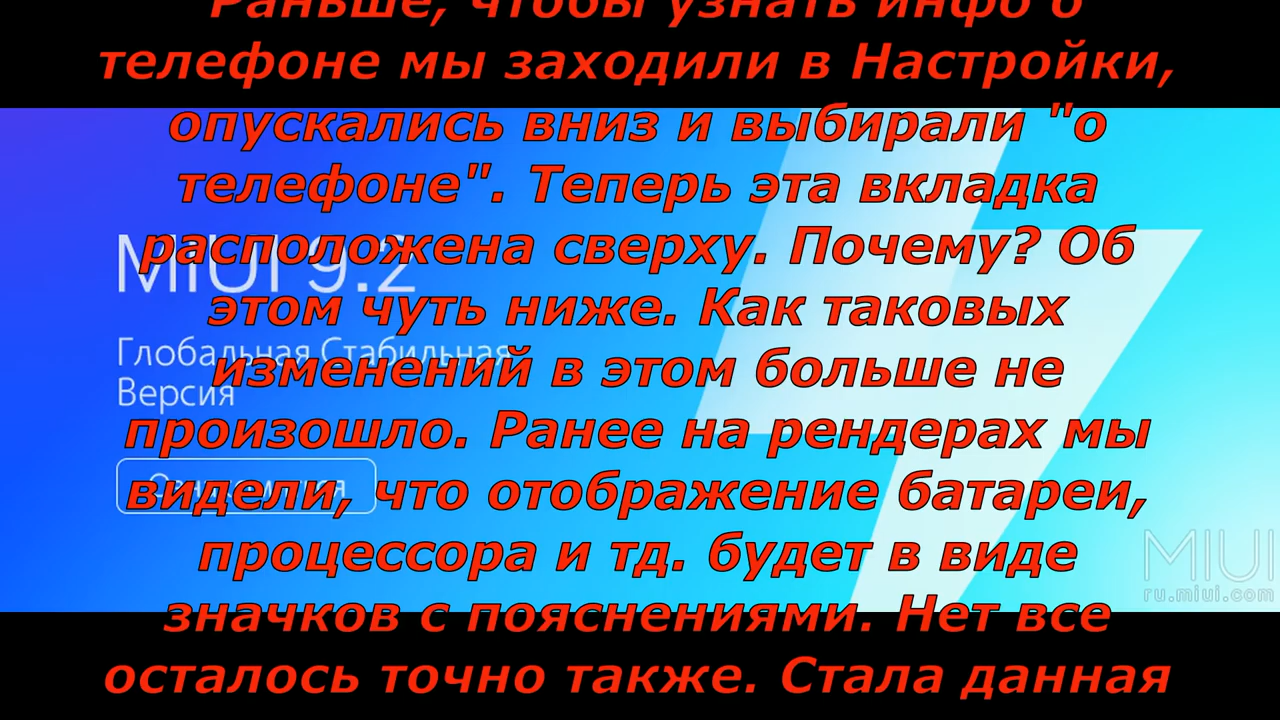 Раньше, чтобы узнать инфо о
телефоне мы заходили в Настройки,
опускались вниз и выбирали "о
телефоне". Теперь эта вкладка
расположена сверху. Почему? Об
MIUI 9.2
этом чуть ниже. Как таковых
Глобальная Стабильная
изменений в этом больше не
Версия
произошло. Ранее на рендерах мы
видели, что отображение батареи,
процессора и тд. будет в виде
MIUI
ru.miui.com
значков с пояснениями. Нет все
осталось точно также. Стала данная